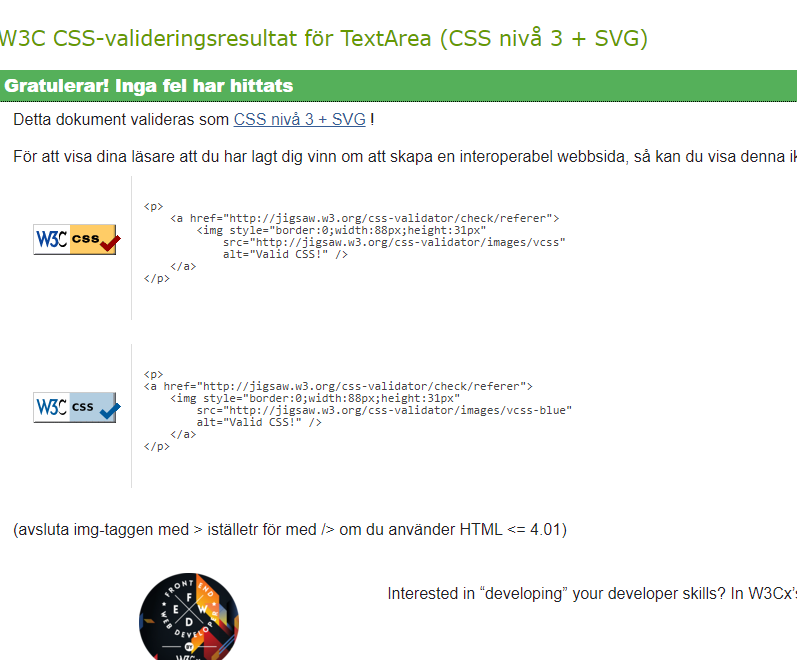 W3C CSS-valideringsresultat för TextArea (CSS nivå 3 + SVG)
Gratulerar! Inga fel har hittats
Detta dokument valideras som CSS nivå 3 + SVG !
För att visa dina läsare att du har lagt dig vinn om att skapa en interoperabel webbsida, så kan du visa denna
W3C css
<p>
<a href="http://jigsaw.w3.org/css-validator/check/referer">
<img style="border:0;width:88px;height:31px"
src="http://jigsaw.w3.org/css-validator/images/vcss"
alt="Valid CSS!" />
</a>
</p>
W3C css
<p>
<a href="http://jigsaw.w3.org/css-validator/check/referer">
<img style="border:0;width:88px;height:31px"
src="http://jigsaw.w3.org/css-validator/images/vcss-blue"
alt="Valid CSS!" />
</a>
</p>
(avsluta img-taggen med > iställetr för med /> om du använder HTML <= 4.01)
FRONT END
F
E W
D
WEB DEVELOPER
BY
Interested in “developing” your developer skills? In W3Cx’s